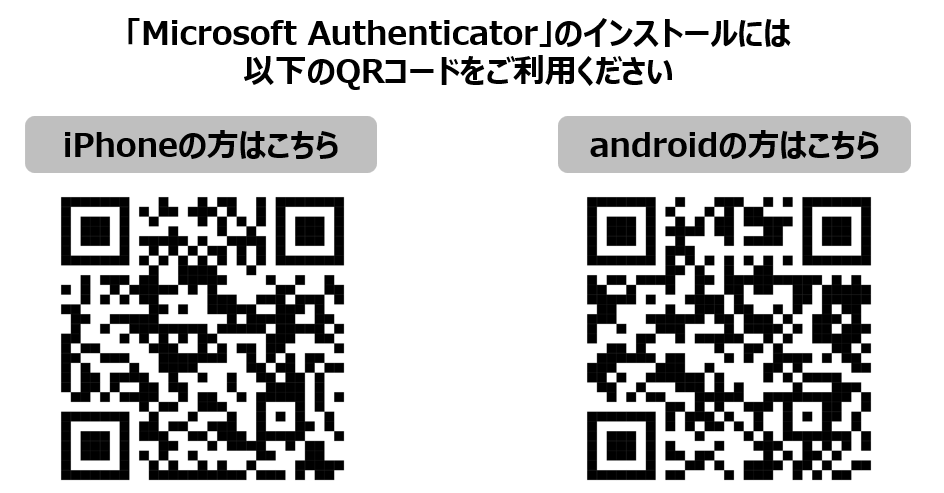 「Microsoft Authenticator」のインストールには
以下のQRコードをご利用ください
iPhoneの方はこちら
androidの方はこちら